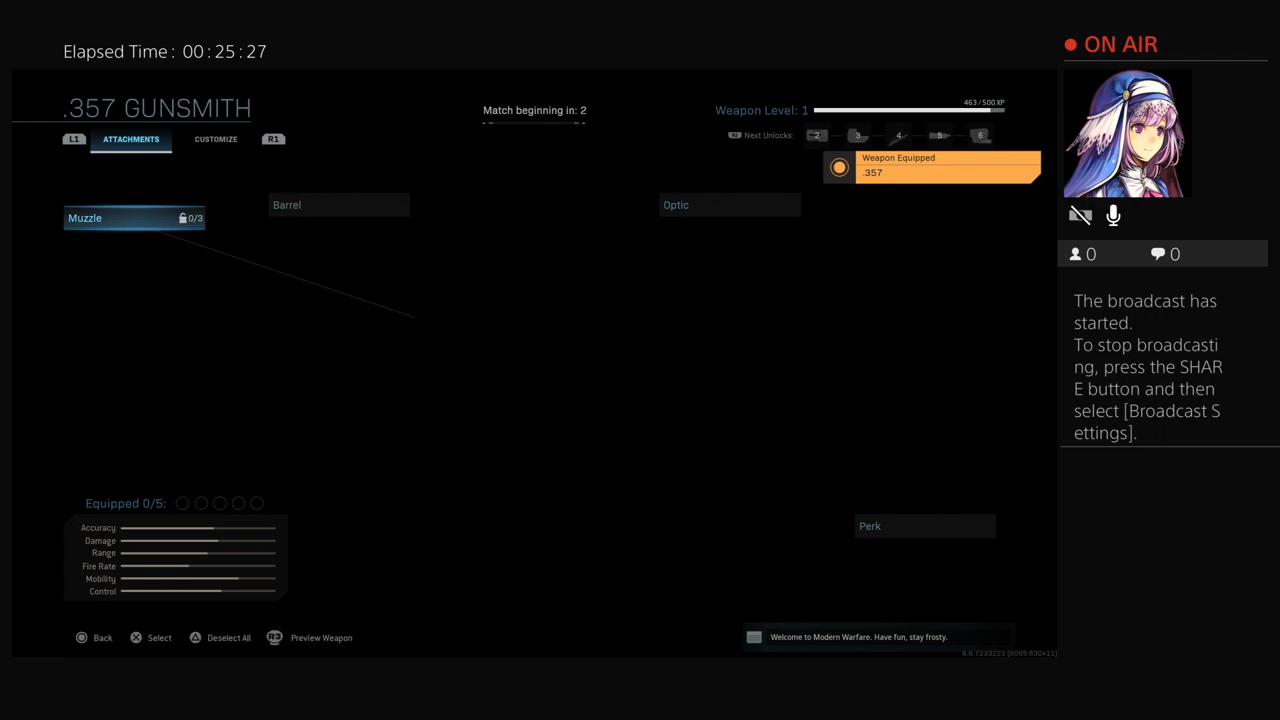 Elapsed Time: 00:25:27
ON AIR
.357 GUNSMITH
Match beginning in: 2
Weapon Level: 1
463 / 500 XP
L1
ATTACHMENTS
CUSTOMIZE
R1
Next Unlocks:
2
3
4
5
6
Weapon Equipped
.357
Muzzle
0/3
Barrel
Optic
0
0
The broadcast has
started.
To stop broadcasti
ng, press the SHAR
E button and then
select [Broadcast S
ettings].
Equipped 0/5:
Accuracy
Damage
Range
Fire Rate
Mobility
Control
Perk
Back
Select
Deselect All
R3
Preview Weapon
Welcome to Modern Warfare. Have fun, stay frosty.